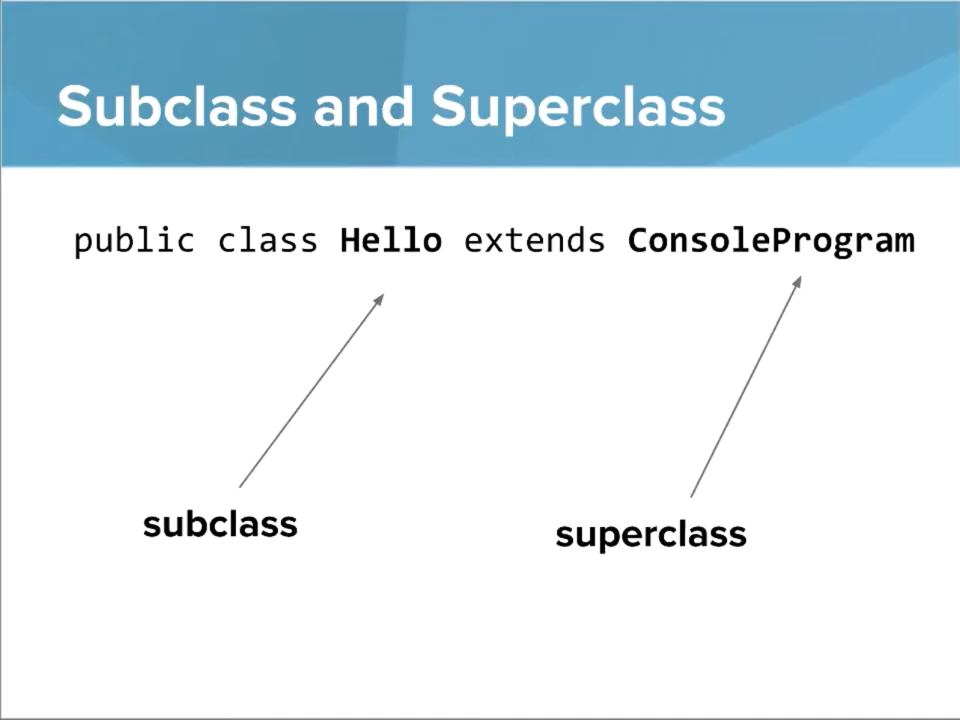 Subclass and Superclass
public class Hello extends ConsoleProgram
subclass
superclass